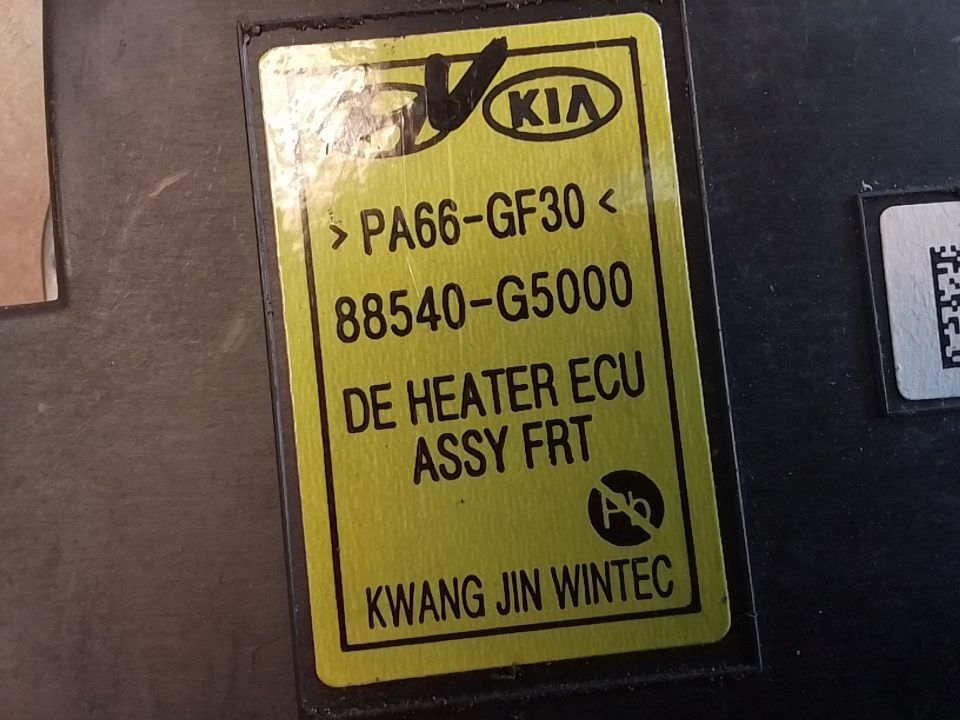 KIA
> PA66-GF30 <
88540-G5000
DE HEATER ECU
ASSY FRT
Pb
KWANG JIN WINTEC